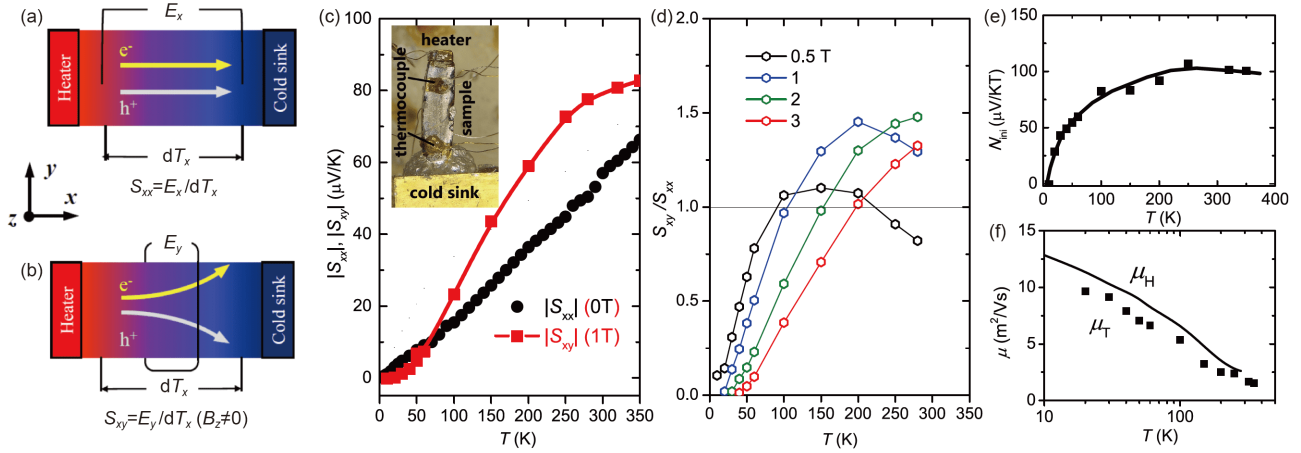 (a)
E_x
Heater
e⁻
h⁺
Cold sink
dT_x
S_xx=E_x/dT_x
y
z
x
(b)
E_y
Heater
e⁻
h⁺
Cold sink
dT_x
S_xy=E_y/dT_x (B_z≠0)
(c)
|S_xx|, |S_xy| (μV/K)
100
80
60
40
20
0
heater
thermocouple
sample
cold sink
|S_xx| (0T)
|S_xy| (1T)
0 50 100 150 200 250 300 350
T (K)
(d)
S_xy/S_xx
2.0
1.5
1.0
0.5
0.0
0.5 T
1
2
3
0 50 100 150 200 250 300 350
T (K)
(e)
N_ini (μV/KT)
150
100
50
0
0 100 200 300 400
T (K)
(f)
μ (m²/Vs)
15
10
5
0
μ_H
μ_T
10 100
T (K)